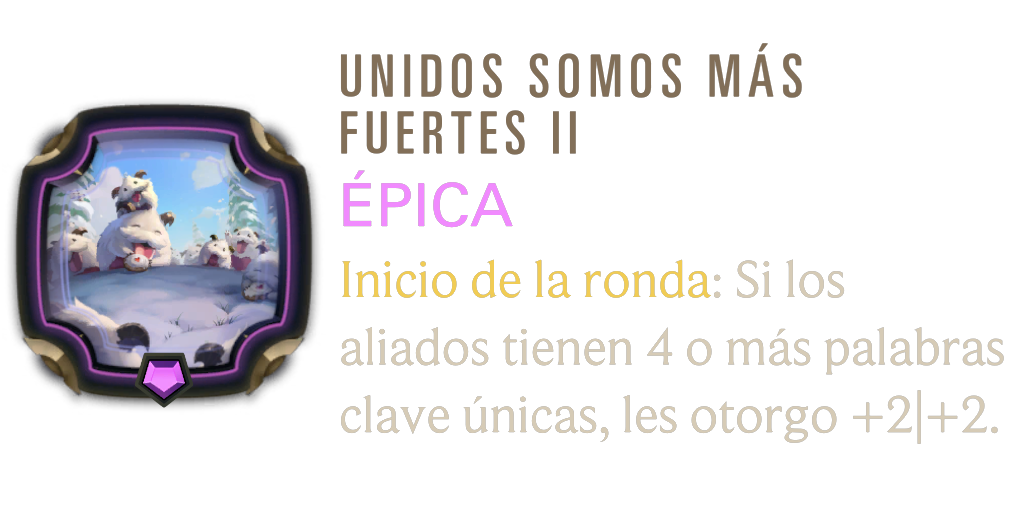 UNIDOS SOMOS MÁS
FUERTES II
ÉPICA
Inicio de la ronda: Si los
aliados tienen 4 o más palabras
clave únicas, les otorgo +2|+2.